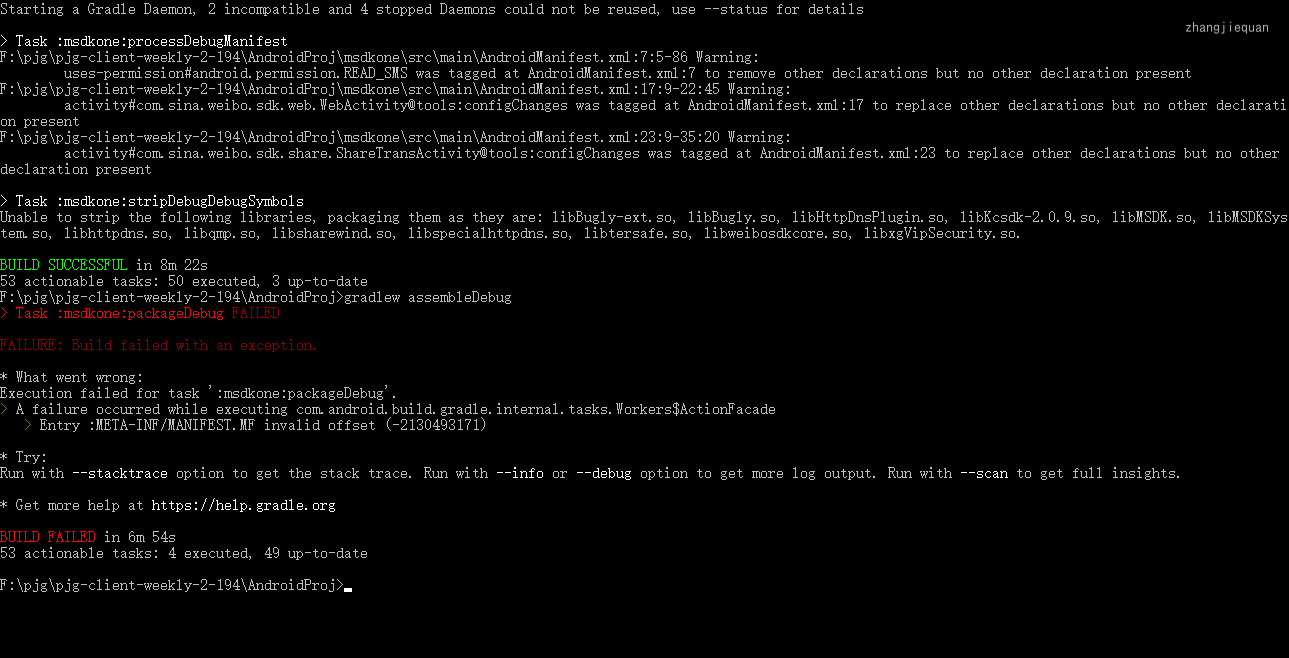 Starting a Gradle Daemon, 2 incompatible and 4 stopped Daemons could not be reused, use --status for details
zhangjiequan
> Task :msdkone:processDebugManifest
F:\pjg\pjg-client-weekly-2-194\AndroidProj\msdkone\src\main\AndroidManifest.xml:7:5-86 Warning:
uses-permission#android.permission.READ_SMS was tagged at AndroidManifest.xml:7 to remove other declarations but no other declaration present
F:\pjg\pjg-client-weekly-2-194\AndroidProj\msdkone\src\main\AndroidManifest.xml:17:9-22:45 Warning:
activity#com.sina.weibo.sdk.web.WebActivity@tools:configChanges was tagged at AndroidManifest.xml:17 to replace other declarations but no other declarati
on present
F:\pjg\pjg-client-weekly-2-194\AndroidProj\msdkone\src\main\AndroidManifest.xml:23:9-35:20 Warning:
activity#com.sina.weibo.sdk.share.ShareTransActivity@tools:configChanges was tagged at AndroidManifest.xml:23 to replace other declarations but no other
declaration present
> Task :msdkone:stripDebugDebugSymbols
Unable to strip the following libraries, packaging them as they are: libBugly-ext.so, libBugly.so, libHttpDnsPlugin.so, libKcsdk-2.0.9.so, libMSDK.so, libMSDKSys
tem.so, libhttpdns.so, libqmp.so, libsharewind.so, libspecialhttpdns.so, libtersafe.so, libweibosdkcore.so, libxgVipSecurity.so.
BUILD SUCCESSFUL in 8m 22s
53 actionable tasks: 50 executed, 3 up-to-date
F:\pjg\pjg-client-weekly-2-194\AndroidProj>gradlew assembleDebug
> Task :msdkone:packageDebug FAILED
FAILURE: Build failed with an exception.
* What went wrong:
Execution failed for task ':msdkone:packageDebug'.
> A failure occurred while executing com.android.build.gradle.internal.tasks.Workers$ActionFacade
> Entry :META-INF/MANIFEST.MF invalid offset (-2130493171)
* Try:
Run with --stacktrace option to get the stack trace. Run with --info or --debug option to get more log output. Run with --scan to get full insights.
* Get more help at https://help.gradle.org
BUILD FAILED in 6m 54s
53 actionable tasks: 4 executed, 49 up-to-date
F:\pjg\pjg-client-weekly-2-194\AndroidProj>